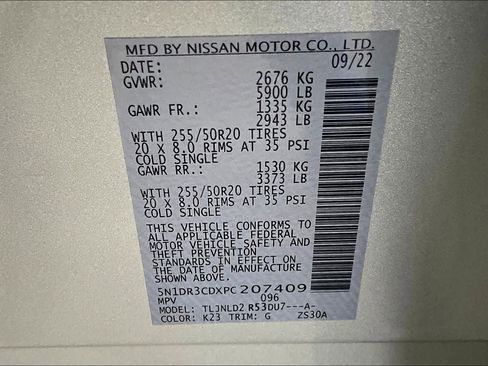 MFD BY NISSAN MOTOR CO., LTD.
DATE: 09/22
GVWR: 2676 KG
5900 LB
GAWR FR.: 1335 KG
2943 LB
WITH 255/50R20 TIRES
20 x 8.0 RIMS AT 35 PSI
COLD SINGLE
GAWR RR.: 1530 KG
3373 LB
WITH 255/50R20 TIRES
20 x 8.0 RIMS AT 35 PSI
COLD SINGLE
THIS VEHICLE CONFORMS TO
ALL APPLICABLE FEDERAL
MOTOR VEHICLE SAFETY AND
THEFT PREVENTION
STANDARDS IN EFFECT ON
THE DATE OF MANUFACTURE
SHOWN ABOVE.
5N1DR3CDXPC207409
MPV 096
MODEL: TLJNLD2 R53DU7---A-
COLOR: K23 TRIM: G ZS30A